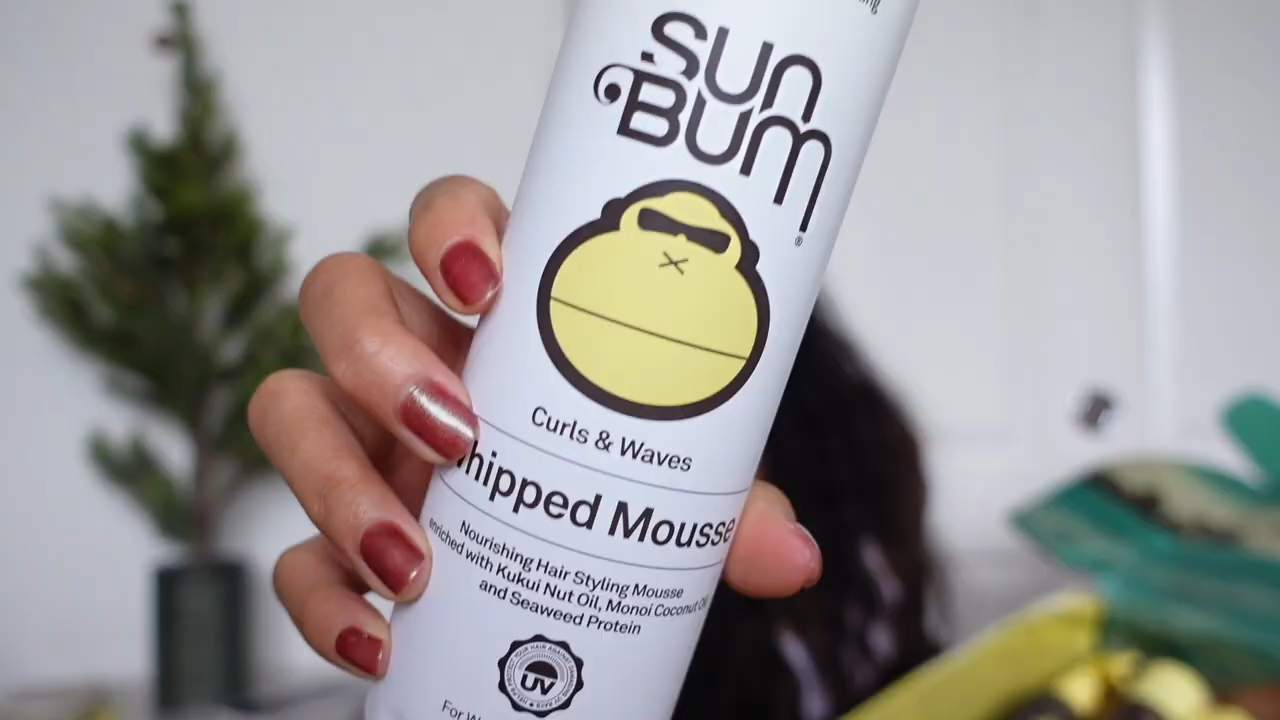 SUN
BUM®
Curls & Waves
hipped Mousse
Nourishing Hair Styling Mousse
enriched with Kukui Nut Oil, Monoi Coconut Oil
and Seaweed Protein
UV
For W